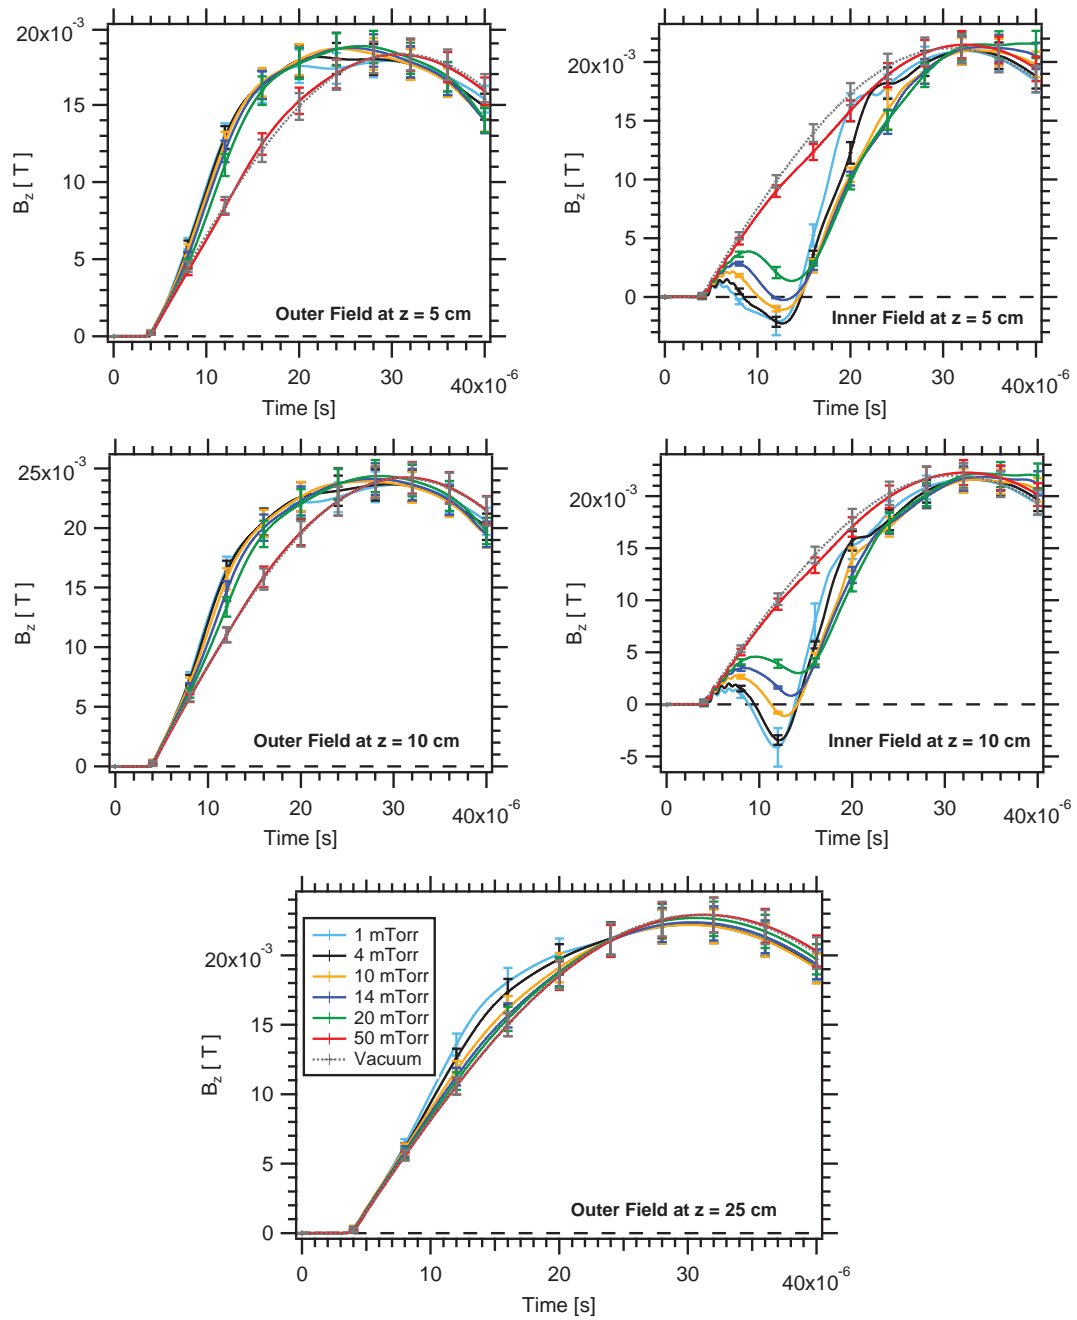 20x10⁻³
15
10
5
0
B_z [ T ]
Outer Field at z = 5 cm
0 10 20 30 40x10⁻⁶
Time [s]
20x10⁻³
15
10
5
0
B_z [ T ]
Inner Field at z = 5 cm
0 10 20 30 40x10⁻⁶
Time [s]
25x10⁻³
20
15
10
5
0
B_z [ T ]
Outer Field at z = 10 cm
0 10 20 30 40x10⁻⁶
Time [s]
20x10⁻³
15
10
5
0
-5
B_z [ T ]
Inner Field at z = 10 cm
0 10 20 30 40x10⁻⁶
Time [s]
20x10⁻³
15
10
5
0
B_z [ T ]
1 mTorr
4 mTorr
10 mTorr
14 mTorr
20 mTorr
50 mTorr
Vacuum
Outer Field at z = 25 cm
0 10 20 30 40x10⁻⁶
Time [s]